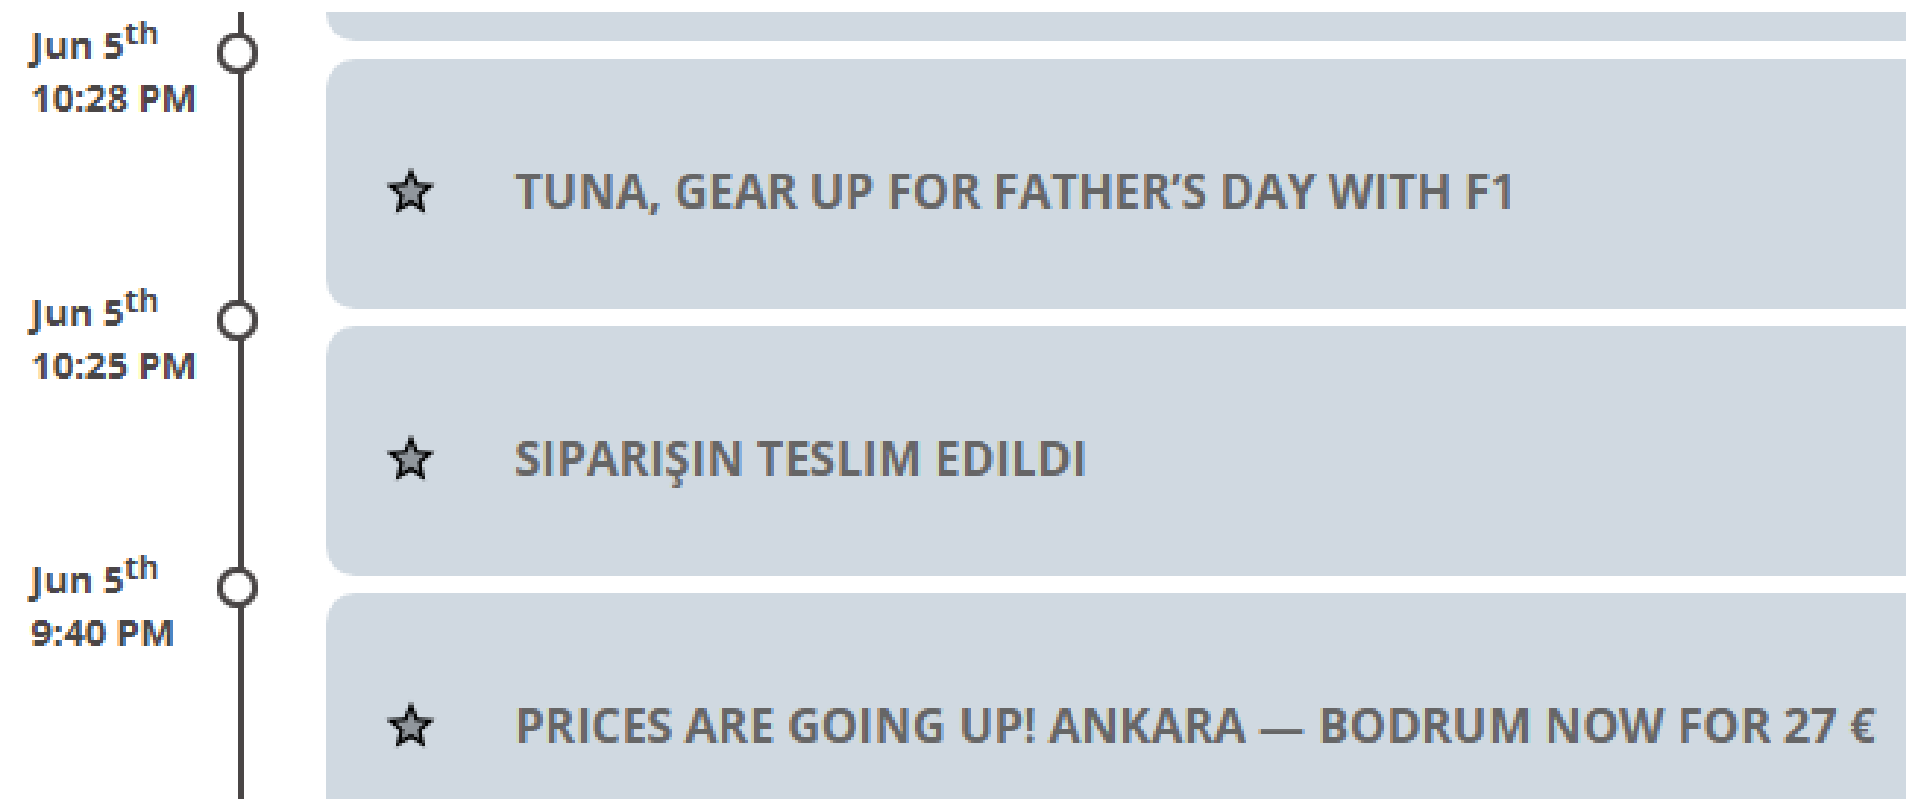 Jun 5th
10:28 PM
TUNA, GEAR UP FOR FATHER’S DAY WITH F1
Jun 5th
10:25 PM
SIPARIŞIN TESLIM EDILDI
Jun 5th
9:40 PM
PRICES ARE GOING UP! ANKARA — BODRUM NOW FOR 27 €